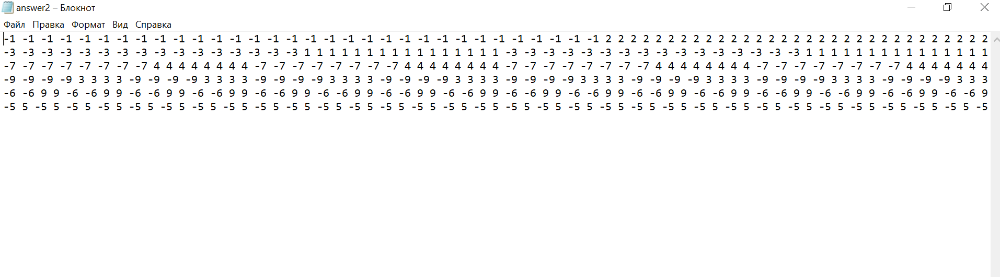 answer2 – Блокнот
Файл Правка Формат Вид Справка
-1 -1 -1 -1 -1 -1 -1 -1 -1 -1 -1 -1 -1 -1 -1 -1 -1 -1 -1 -1 -1 -1 -1 -1 -1 -1 -1 -1 -1 -1 -1 -1 2 2 2 2 2 2 2 2 2 2 2 2 2 2 2 2 2 2 2 2 2 2 2 2 2 2 2 2 2 2 2
-3 -3 -3 -3 -3 -3 -3 -3 -3 -3 -3 -3 -3 -3 -3 -3 1 1 1 1 1 1 1 1 1 1 1 1 1 1 1 1 -3 -3 -3 -3 -3 -3 -3 -3 -3 -3 -3 -3 -3 -3 -3 -3 1 1 1 1 1 1 1 1 1 1 1 1 1 1 1
-7 -7 -7 -7 -7 -7 -7 -7 4 4 4 4 4 4 4 4 -7 -7 -7 -7 -7 -7 -7 -7 4 4 4 4 4 4 4 4 -7 -7 -7 -7 -7 -7 -7 -7 4 4 4 4 4 4 4 4 -7 -7 -7 -7 -7 -7 -7 -7 4 4 4 4 4 4 4
-9 -9 -9 -9 3 3 3 3 -9 -9 -9 -9 3 3 3 3 -9 -9 -9 -9 3 3 3 3 -9 -9 -9 -9 3 3 3 3 -9 -9 -9 -9 3 3 3 3 -9 -9 -9 -9 3 3 3 3 -9 -9 -9 -9 3 3 3 3 -9 -9 -9 -9 3 3 3
-6 -6 9 9 -6 -6 9 9 -6 -6 9 9 -6 -6 9 9 -6 -6 9 9 -6 -6 9 9 -6 -6 9 9 -6 -6 9 9 -6 -6 9 9 -6 -6 9 9 -6 -6 9 9 -6 -6 9 9 -6 -6 9 9 -6 -6 9 9 -6 -6 9 9 -6 -6 9
-5 5 -5 5 -5 5 -5 5 -5 5 -5 5 -5 5 -5 5 -5 5 -5 5 -5 5 -5 5 -5 5 -5 5 -5 5 -5 5 -5 5 -5 5 -5 5 -5 5 -5 5 -5 5 -5 5 -5 5 -5 5 -5 5 -5 5 -5 5 -5 5 -5 5 -5 5 -5